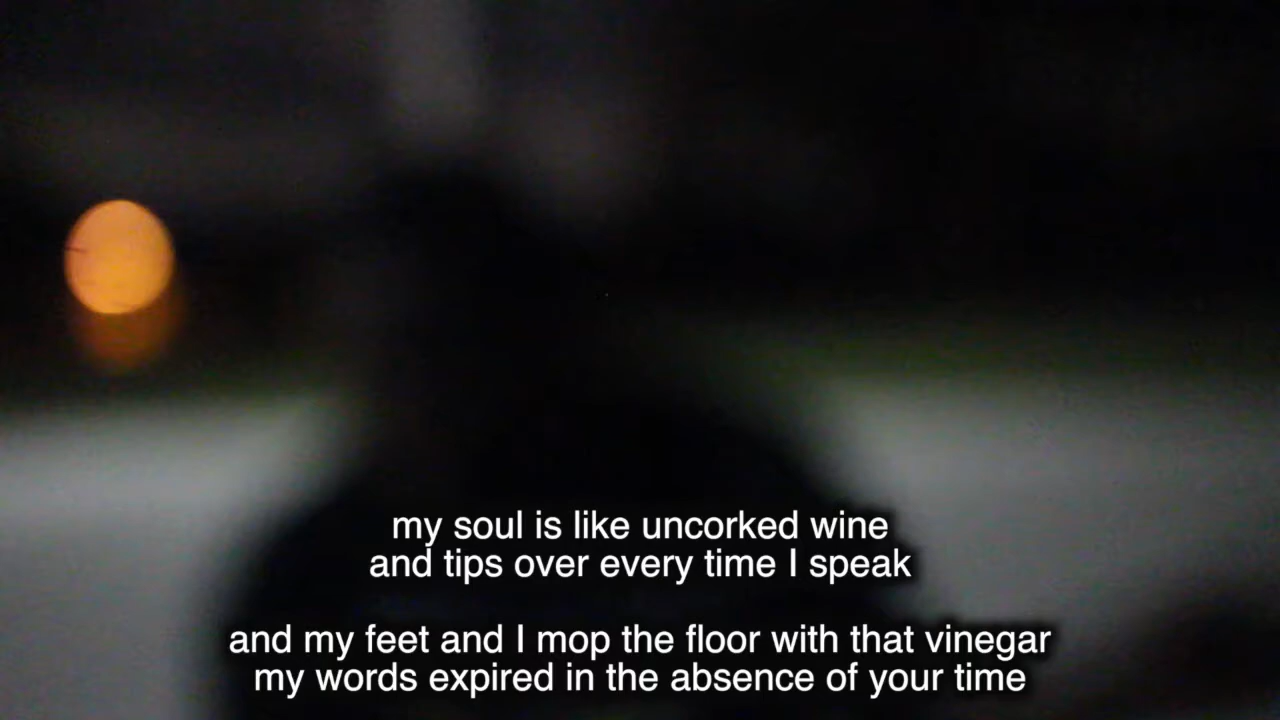 my soul is like uncorked wine
and tips over every time I speak
and my feet and I mop the floor with that vinegar
my words expired in the absence of your time